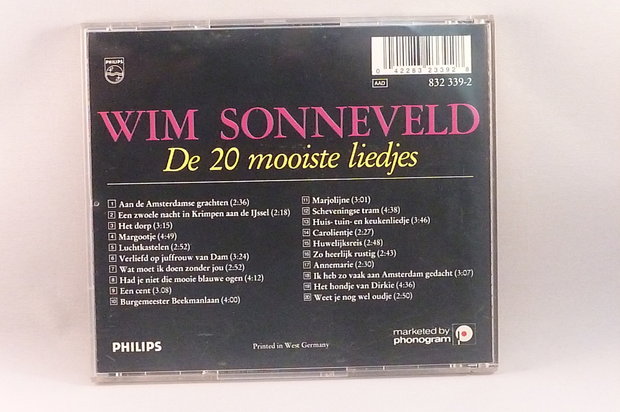 PHILIPS
0 42283 23392 8
AAD
832 339-2
WIM SONNEVELD
De 20 mooiste liedjes
1 Aan de Amsterdamse grachten (2:36)
2 Een zwoele nacht in Krimpen aan de IJssel (2:18)
3 Het dorp (3:15)
4 Margootje (4:49)
5 Luchtkastelen (2:52)
6 Verliefd op juffrouw van Dam (3:24)
7 Wat moet ik doen zonder jou (2:52)
8 Had je niet die mooie blauwe ogen (4:12)
9 Een cent (3.08)
10 Burgemeester Beekmanlaan (4:00)
11 Marjolijne (3:01)
12 Scheveningse tram (4:38)
13 Huis- tuin- en keukenliedje (3:46)
14 Carolientje (2:27)
15 Huwelijksreis (2:48)
16 Zo heerlijk rustig (2:43)
17 Annemarie (2:30)
18 Ik heb zo vaak aan Amsterdam gedacht (3:07)
19 Het hondje van Dirkie (4:36)
20 Weet je nog wel oudje (2:50)
PHILIPS
Printed in West Germany
marketed by
phonogram